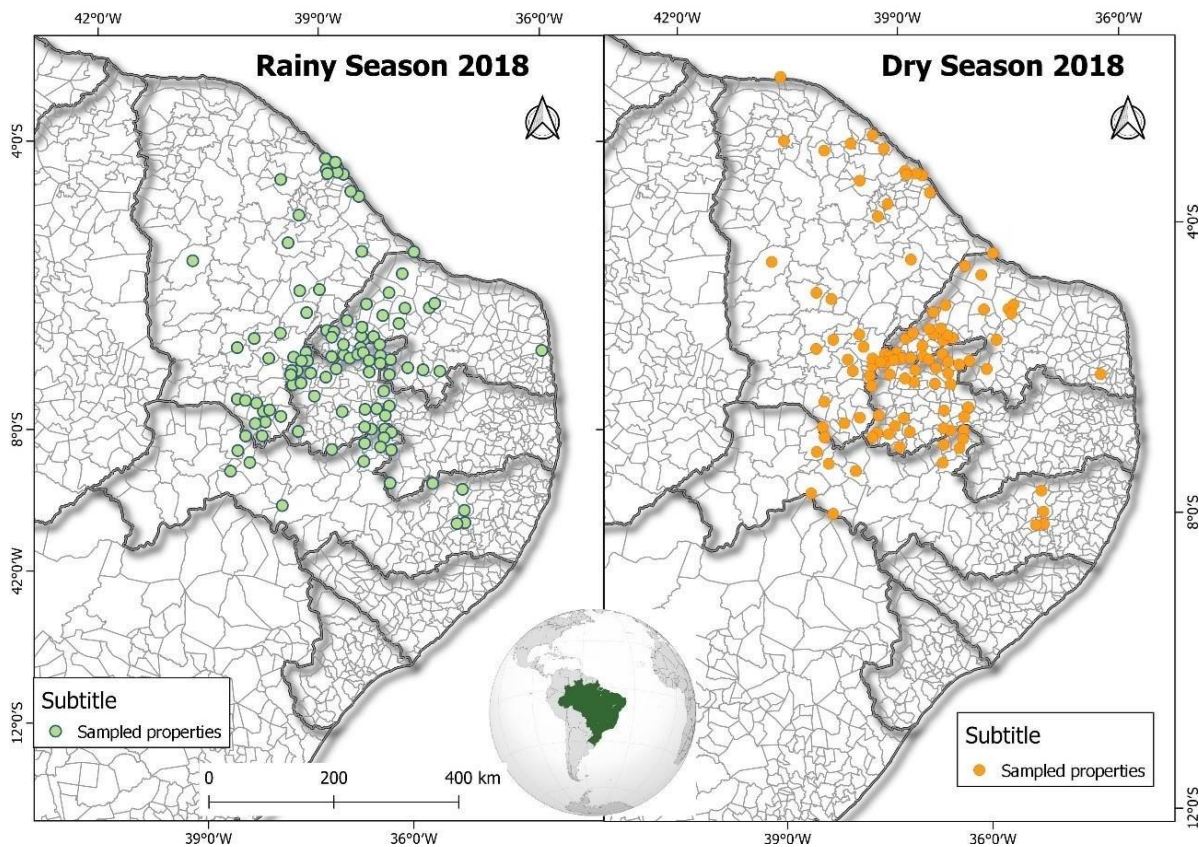 42°0'W 39°0'W 36°0'W 42°0'W 39°0'W 36°0'W
Rainy Season 2018
Dry Season 2018
4°0'S
8°0'S
42°0'W
12°0'S
4°0'S
8°0'S
12°0'S
Subtitle
Sampled properties
0 200 400 km
Subtitle
Sampled properties
39°0'W 36°0'W 39°0'W 36°0'W